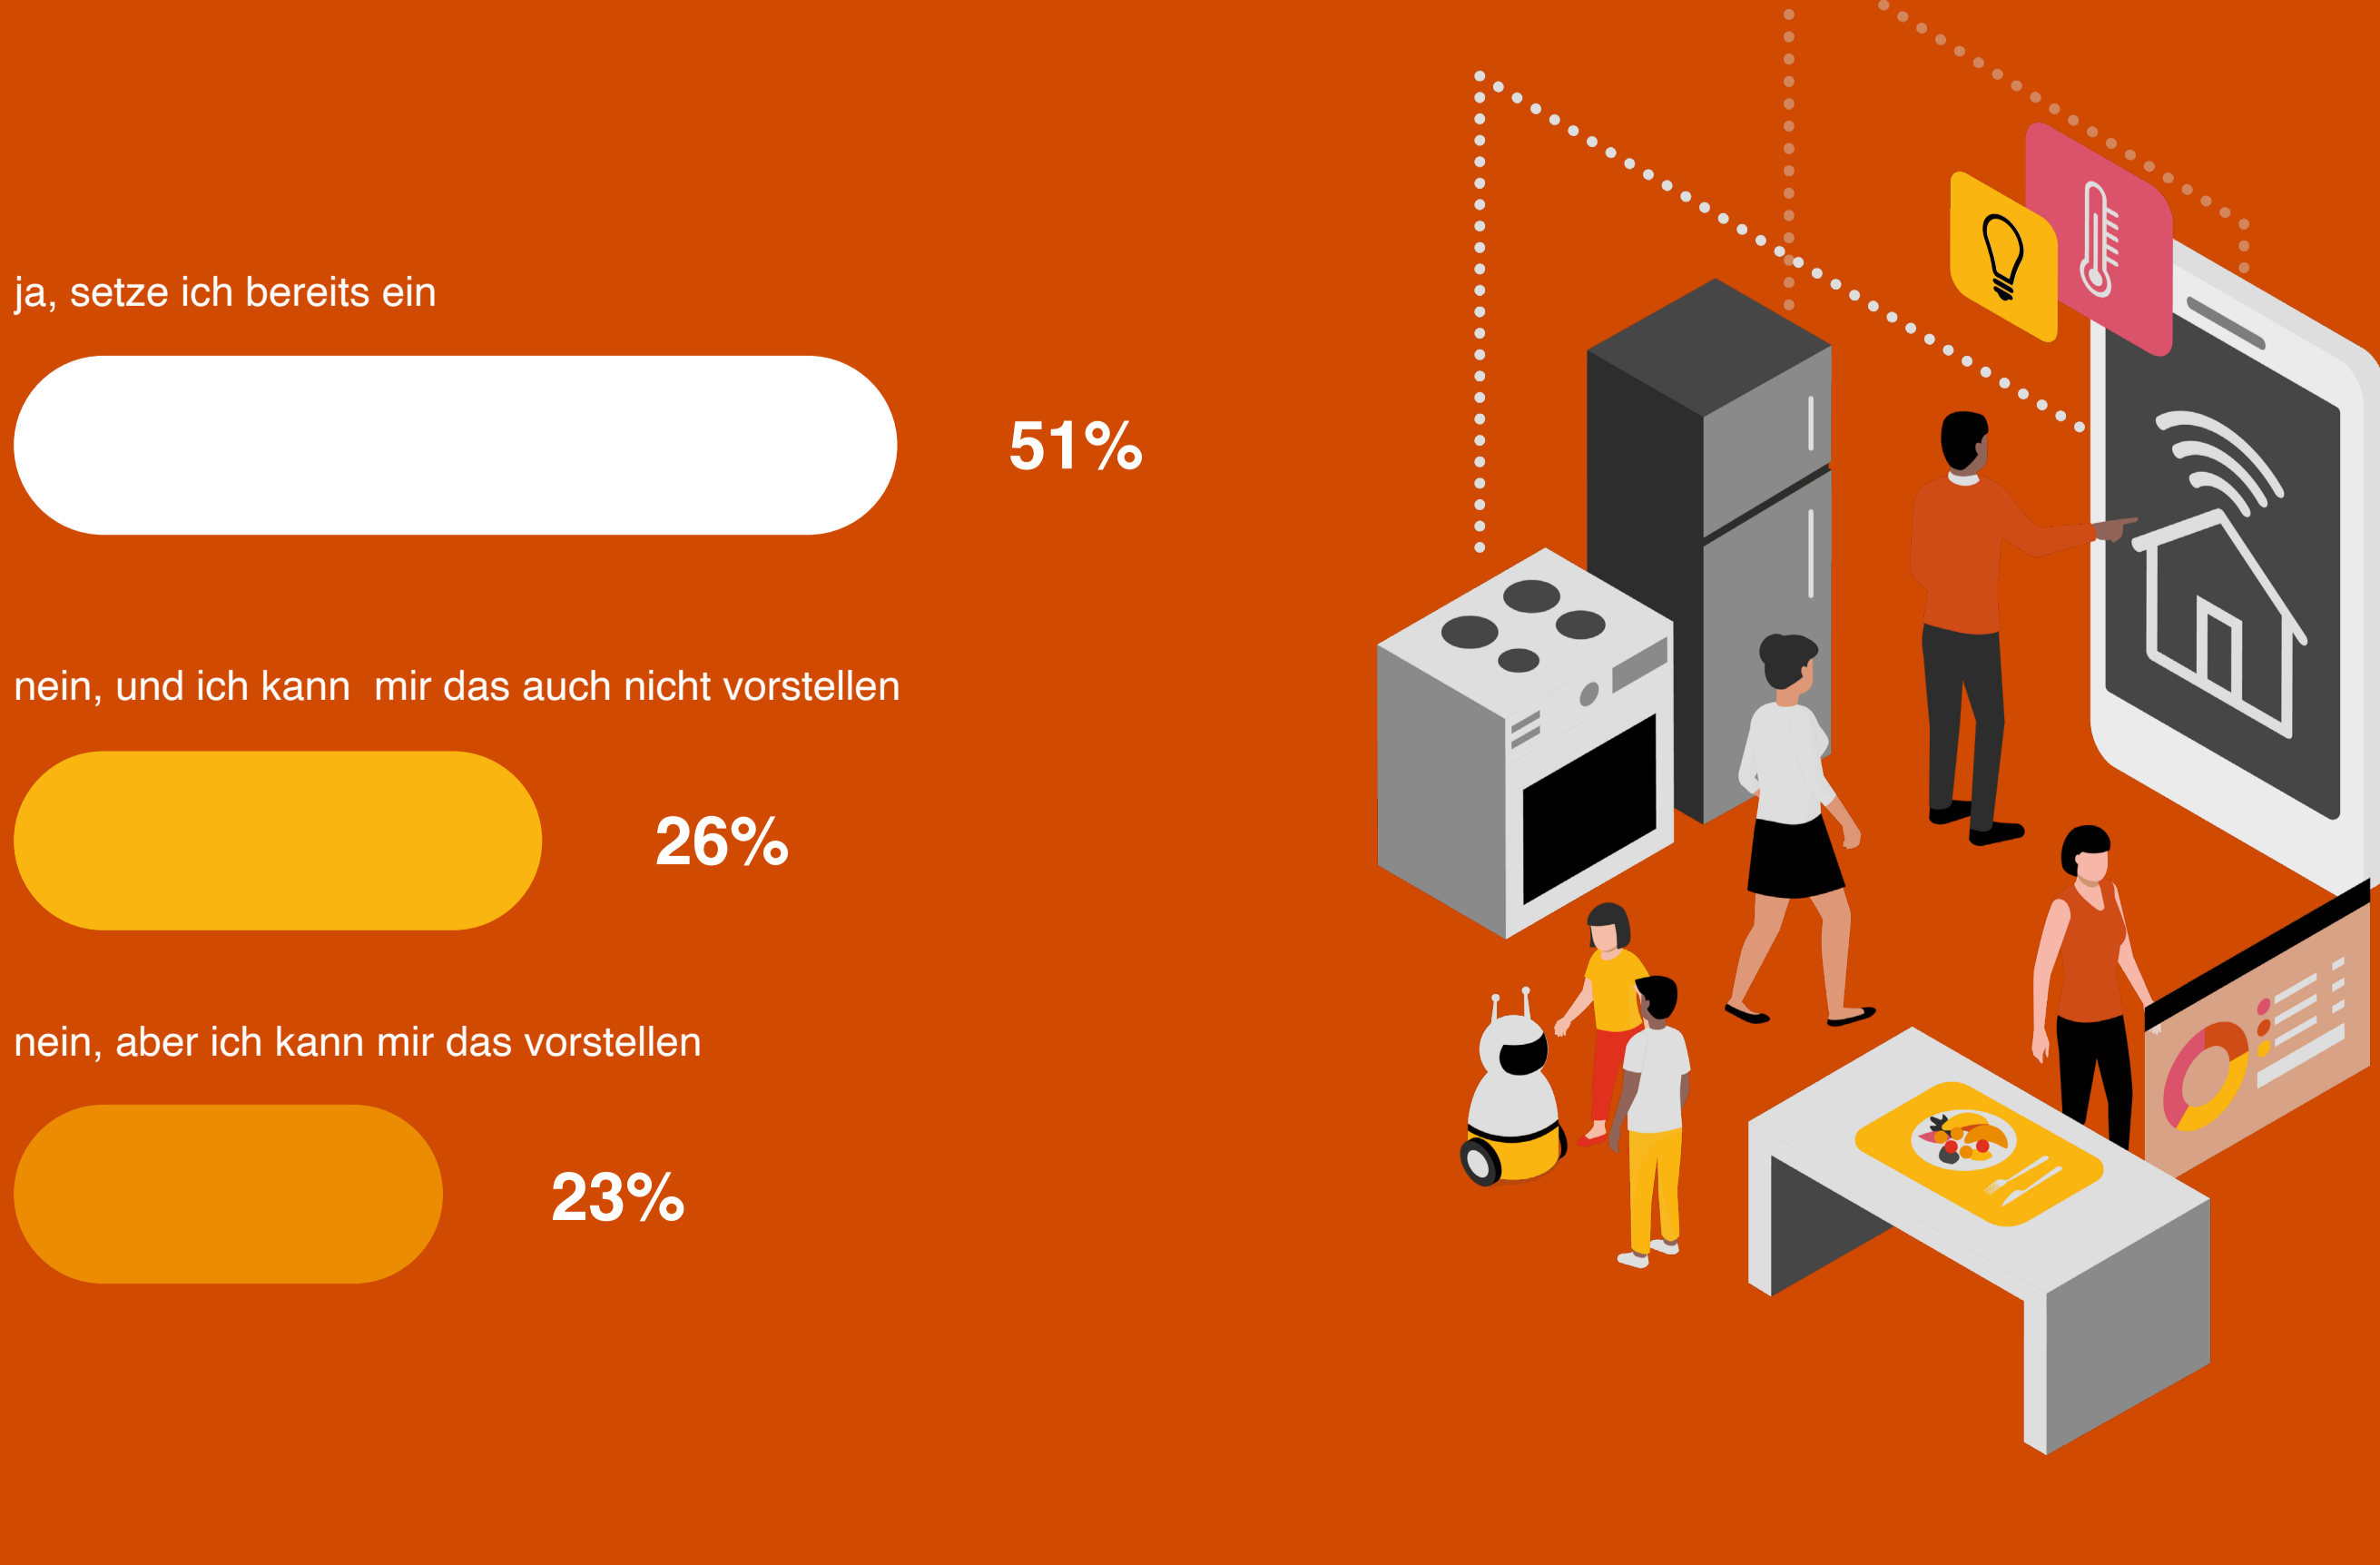 ja, setze ich bereits ein
51%
nein, und ich kann  mir das auch nicht vorstellen
26%
nein, aber ich kann mir das vorstellen
23%